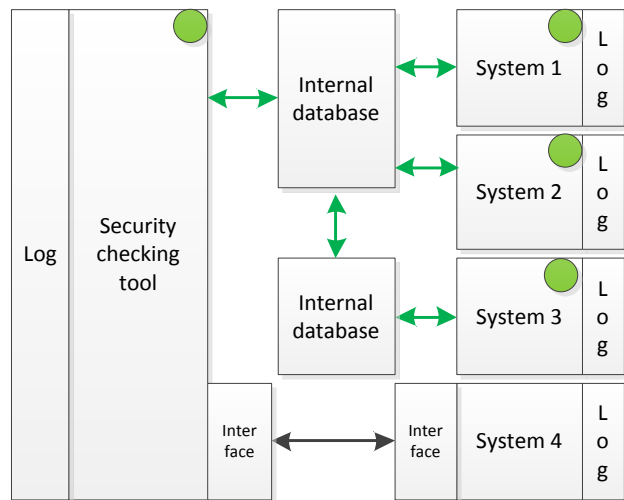 Log
Security
checking
tool
Internal
database
System 1
L
o
g
System 2
L
o
g
Internal
database
System 3
L
o
g
Inter
face
Inter
face
System 4
L
o
g